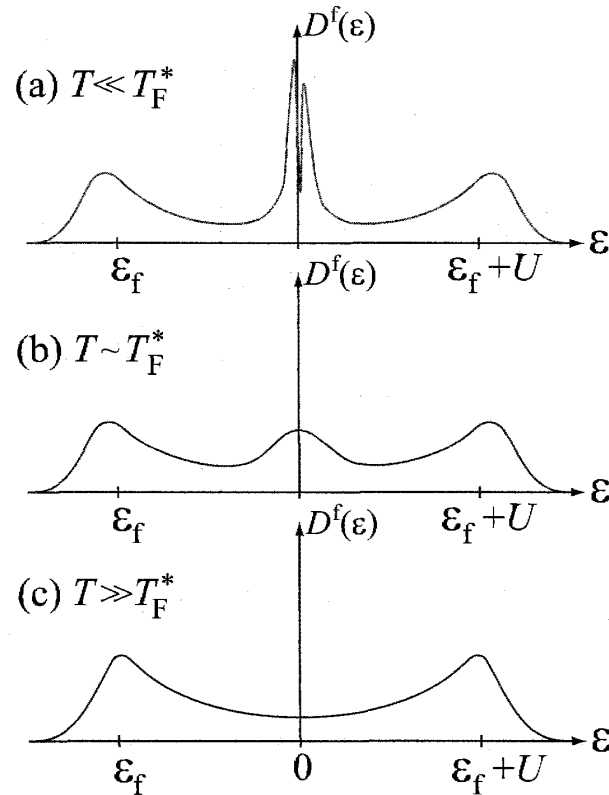 Dᶠ(ε)
(a) T ≪ T*F
ε
εf εf + U
Dᶠ(ε)
(b) T ~ T*F
ε
εf εf + U
Dᶠ(ε)
(c) T ≫ T*F
ε
εf 0 εf + U